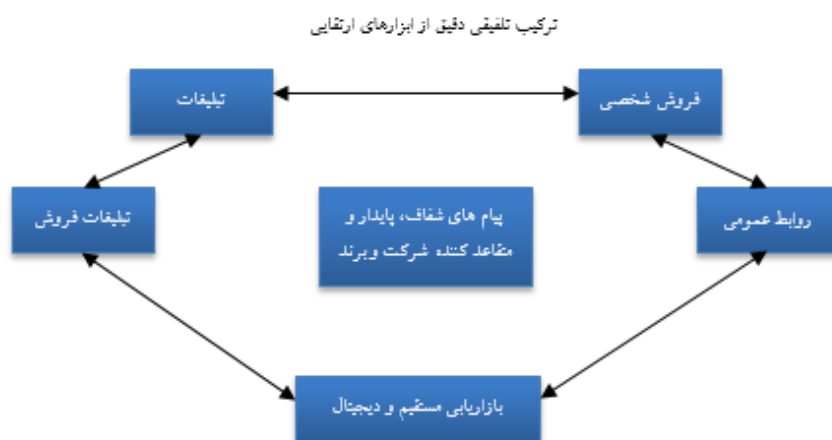 ترکیب تلفیقی دقیق از ابزارهای ارتقایی
فروش شخصی
تبلیغات
روابط عمومی
پیام های شفاف، پایدار و
متقاعد کننده شرکت و برند
تبلیغات فروش
بازاریابی مستقیم و دیجیتال